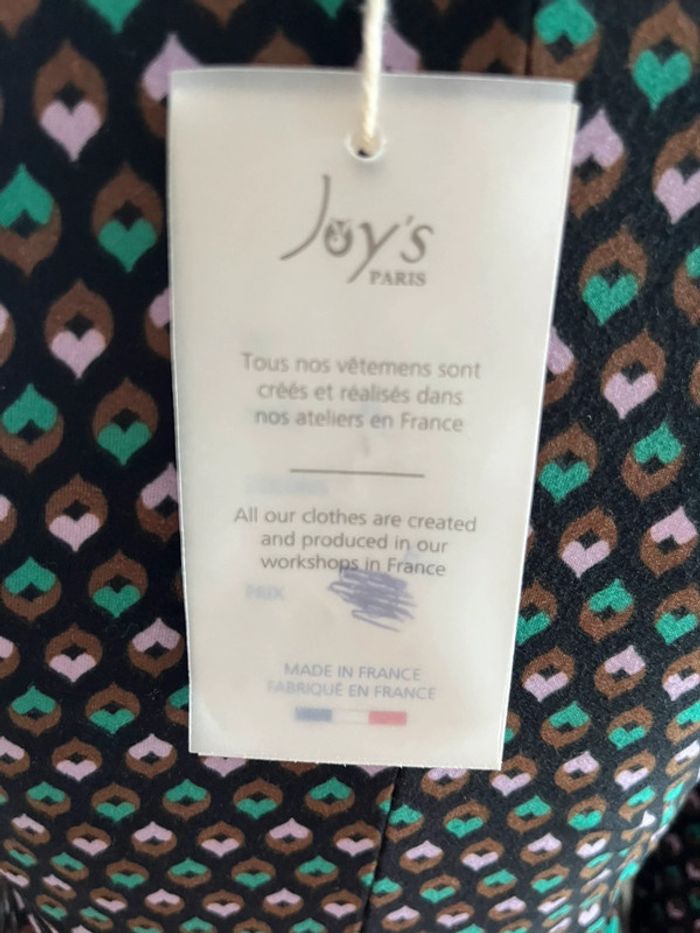 Joy's
PARIS
Tous nos vêtemens sont
créés et réalisés dans
nos ateliers en France
All our clothes are created
and produced in our
workshops in France
PRIX
MADE IN FRANCE
FABRIQUÉ EN FRANCE